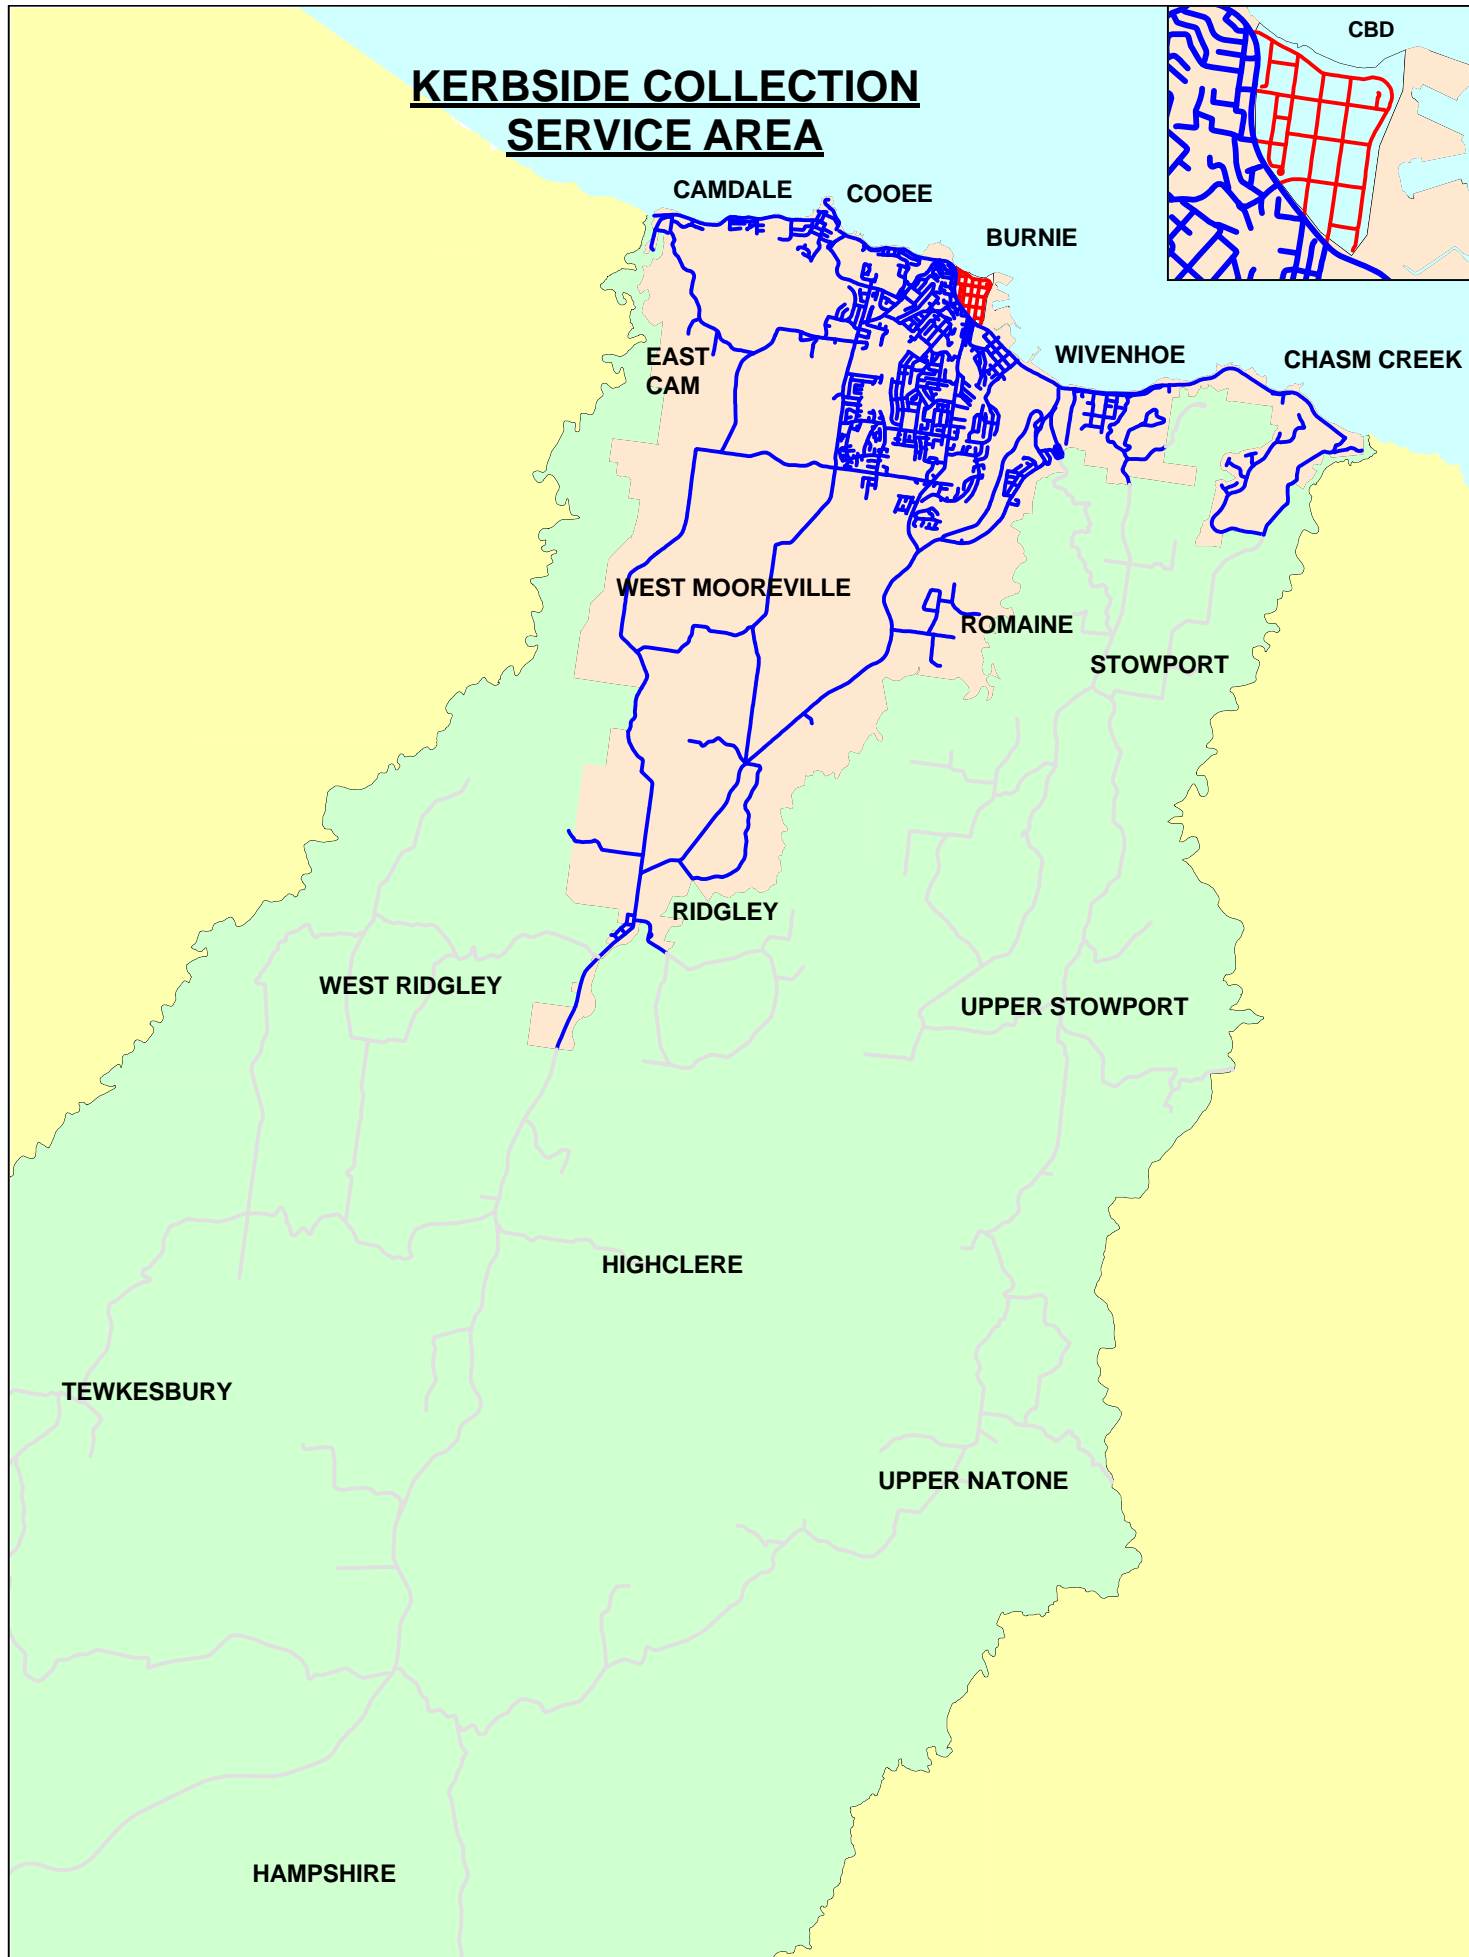 CBD
KERBSIDE COLLECTION
SERVICE AREA
CAMDALE
COOEE
BURNIE
EAST
CAM
WIVENHOE
CHASM CREEK
WEST MOOREVILLE
ROMAINE
STOWPORT
RIDGLEY
WEST RIDGLEY
UPPER STOWPORT
HIGHCLERE
TEWKESBURY
UPPER NATONE
HAMPSHIRE